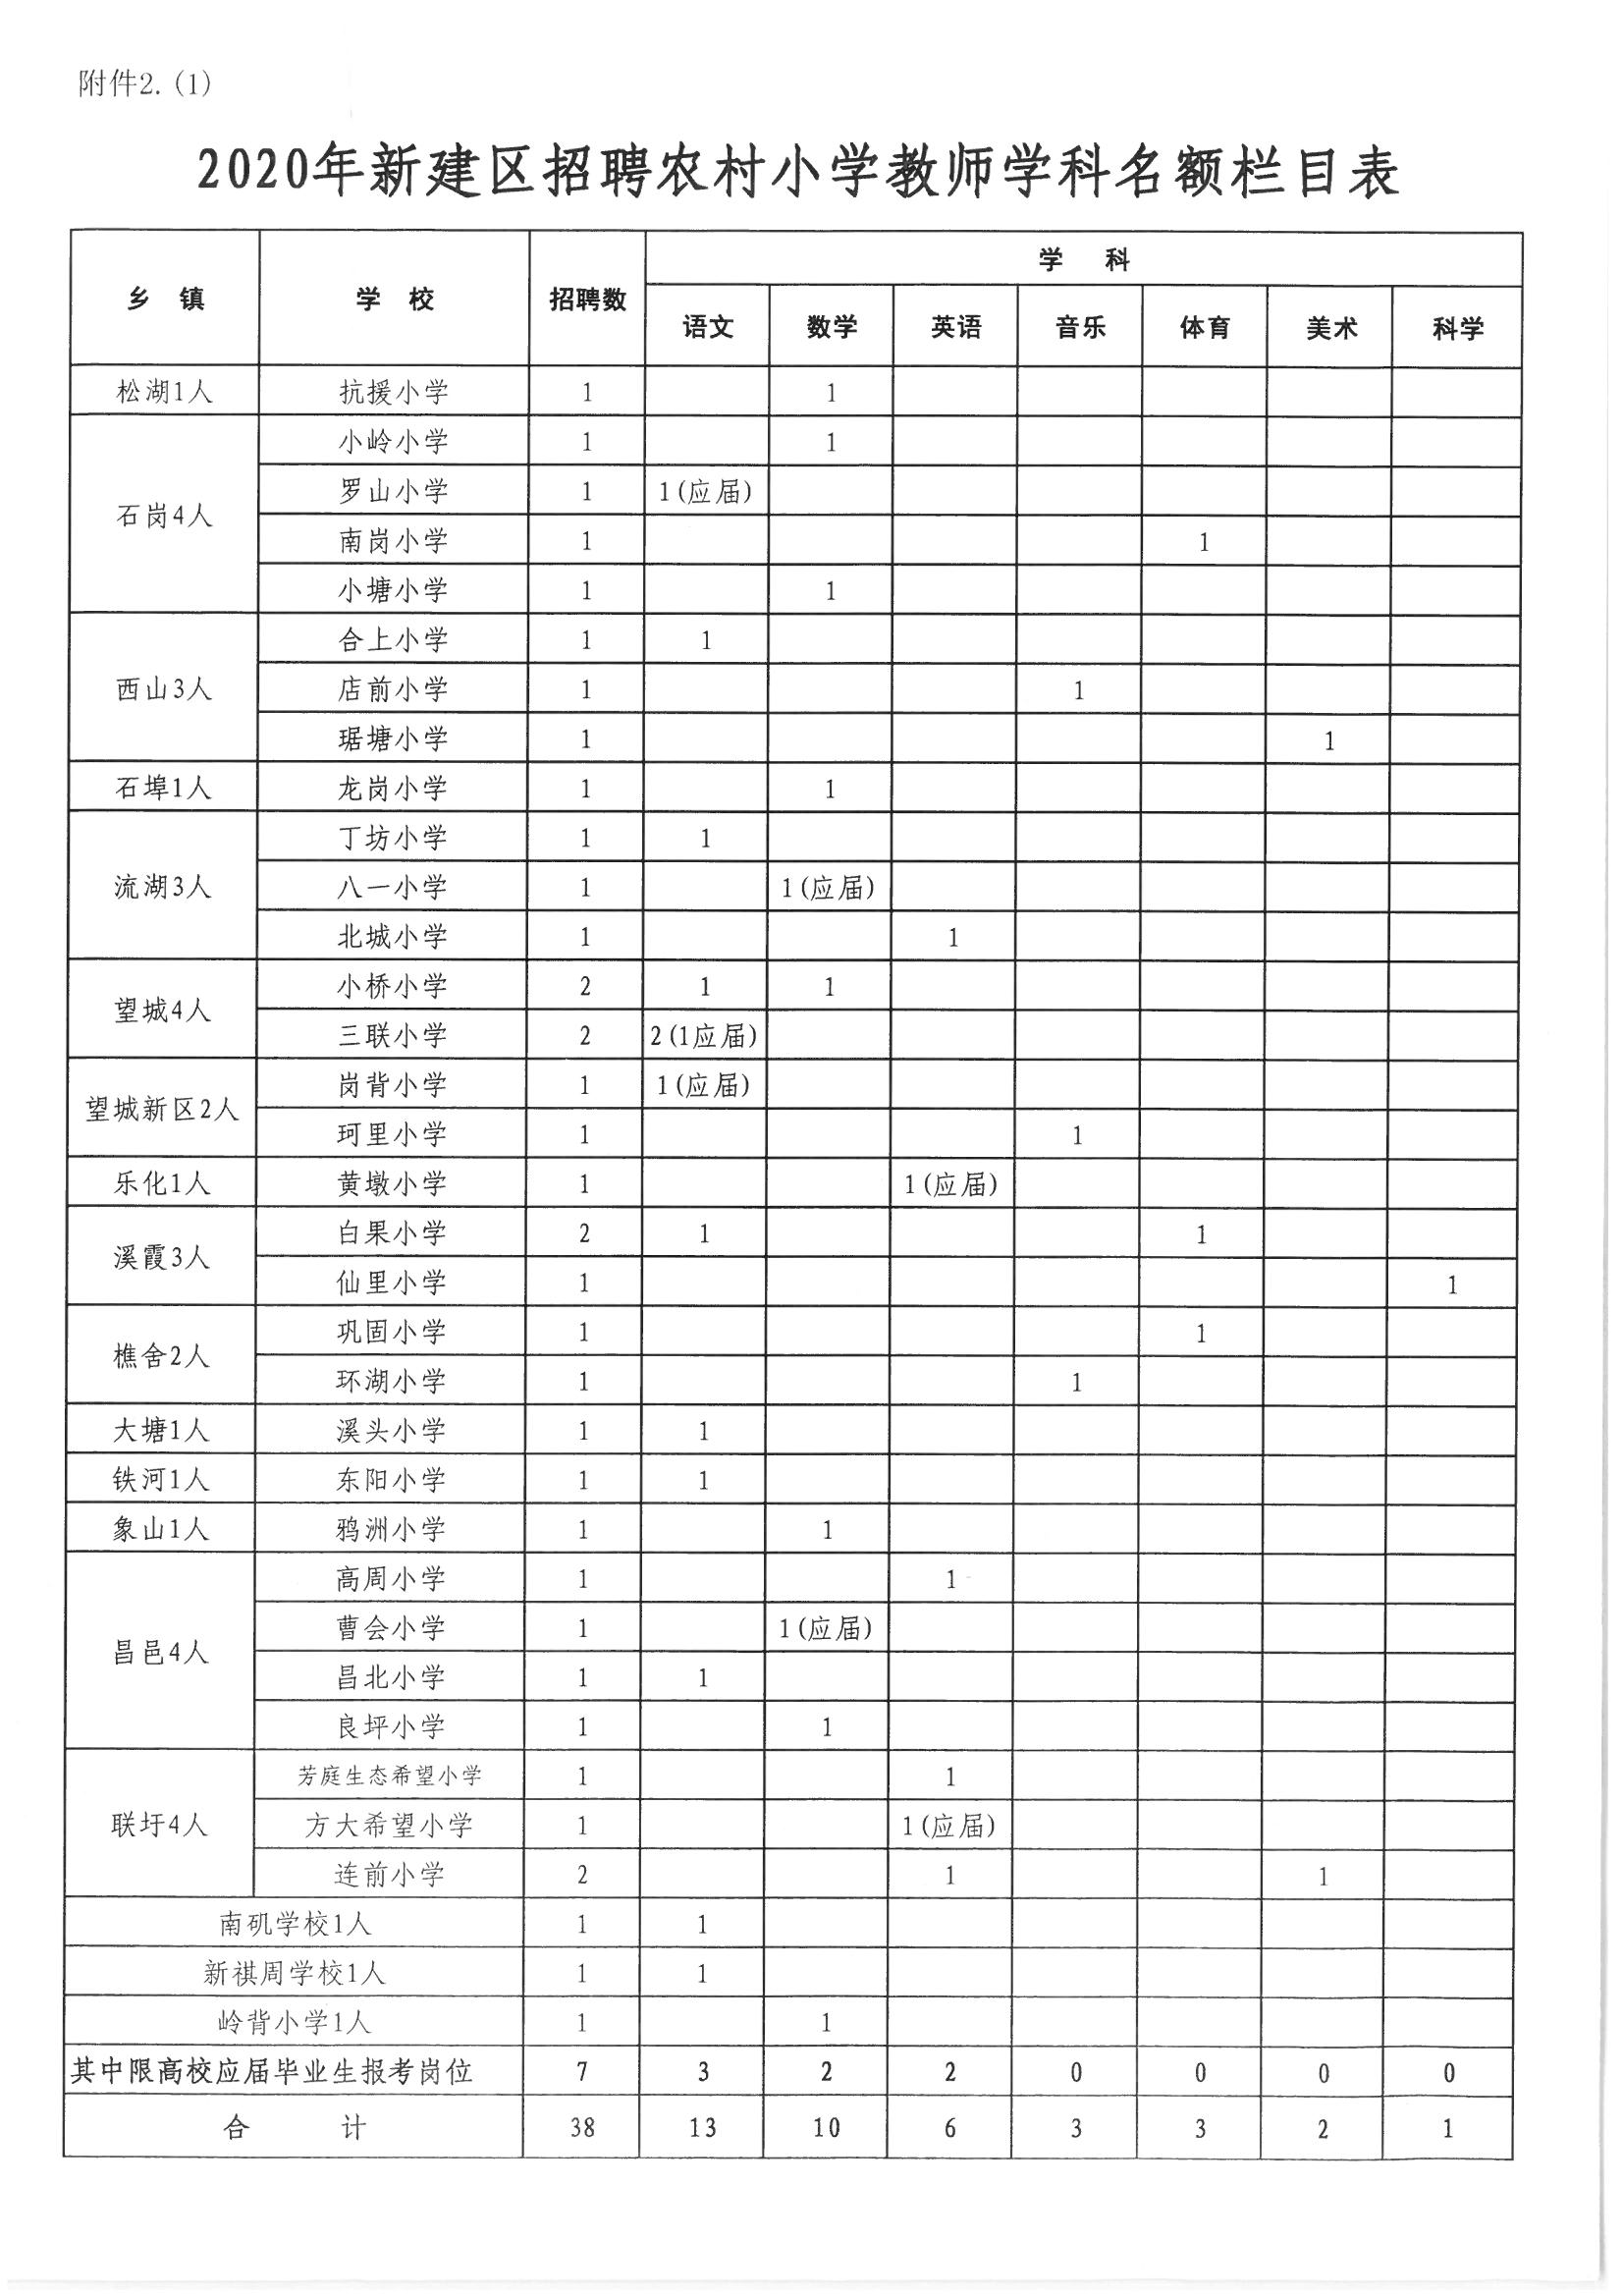 附件2.(1)
2020年新建区招聘农村小学教师学科名额栏目表
乡 镇 学 校 招聘数 学 科
语文 数学 英语 音乐 体育 美术 科学
松湖1人 抗援小学 1 1
石岗4人 小岭小学 1 1
罗山小学 1 1(应届)
南岗小学 1 1
小塘小学 1 1
西山3人 合上小学 1 1
店前小学 1 1
琚塘小学 1 1
石埠1人 龙岗小学 1 1
流湖3人 丁坊小学 1 1
八一小学 1 1(应届)
北城小学 1 1
望城4人 小桥小学 2 1 1
三联小学 2 2(1应届)
望城新区2人 岗背小学 1 1(应届)
珂里小学 1 1
乐化1人 黄墩小学 1 1(应届)
溪霞3人 白果小学 2 1 1
仙里小学 1 1
樵舍2人 巩固小学 1 1
环湖小学 1 1
大塘1人 溪头小学 1 1
铁河1人 东阳小学 1 1
象山1人 鸦洲小学 1 1
昌邑4人 高周小学 1 1
曹会小学 1 1(应届)
昌北小学 1 1
良坪小学 1 1
联圩4人 芳庭生态希望小学 1 1
方大希望小学 1 1(应届)
连前小学 2 1 1
南矶学校1人 1 1
新祺周学校1人 1 1
岭背小学1人 1 1
其中限高校应届毕业生报考岗位 7 3 2 2 0 0 0 0
合 计 38 13 10 6 3 3 2 1